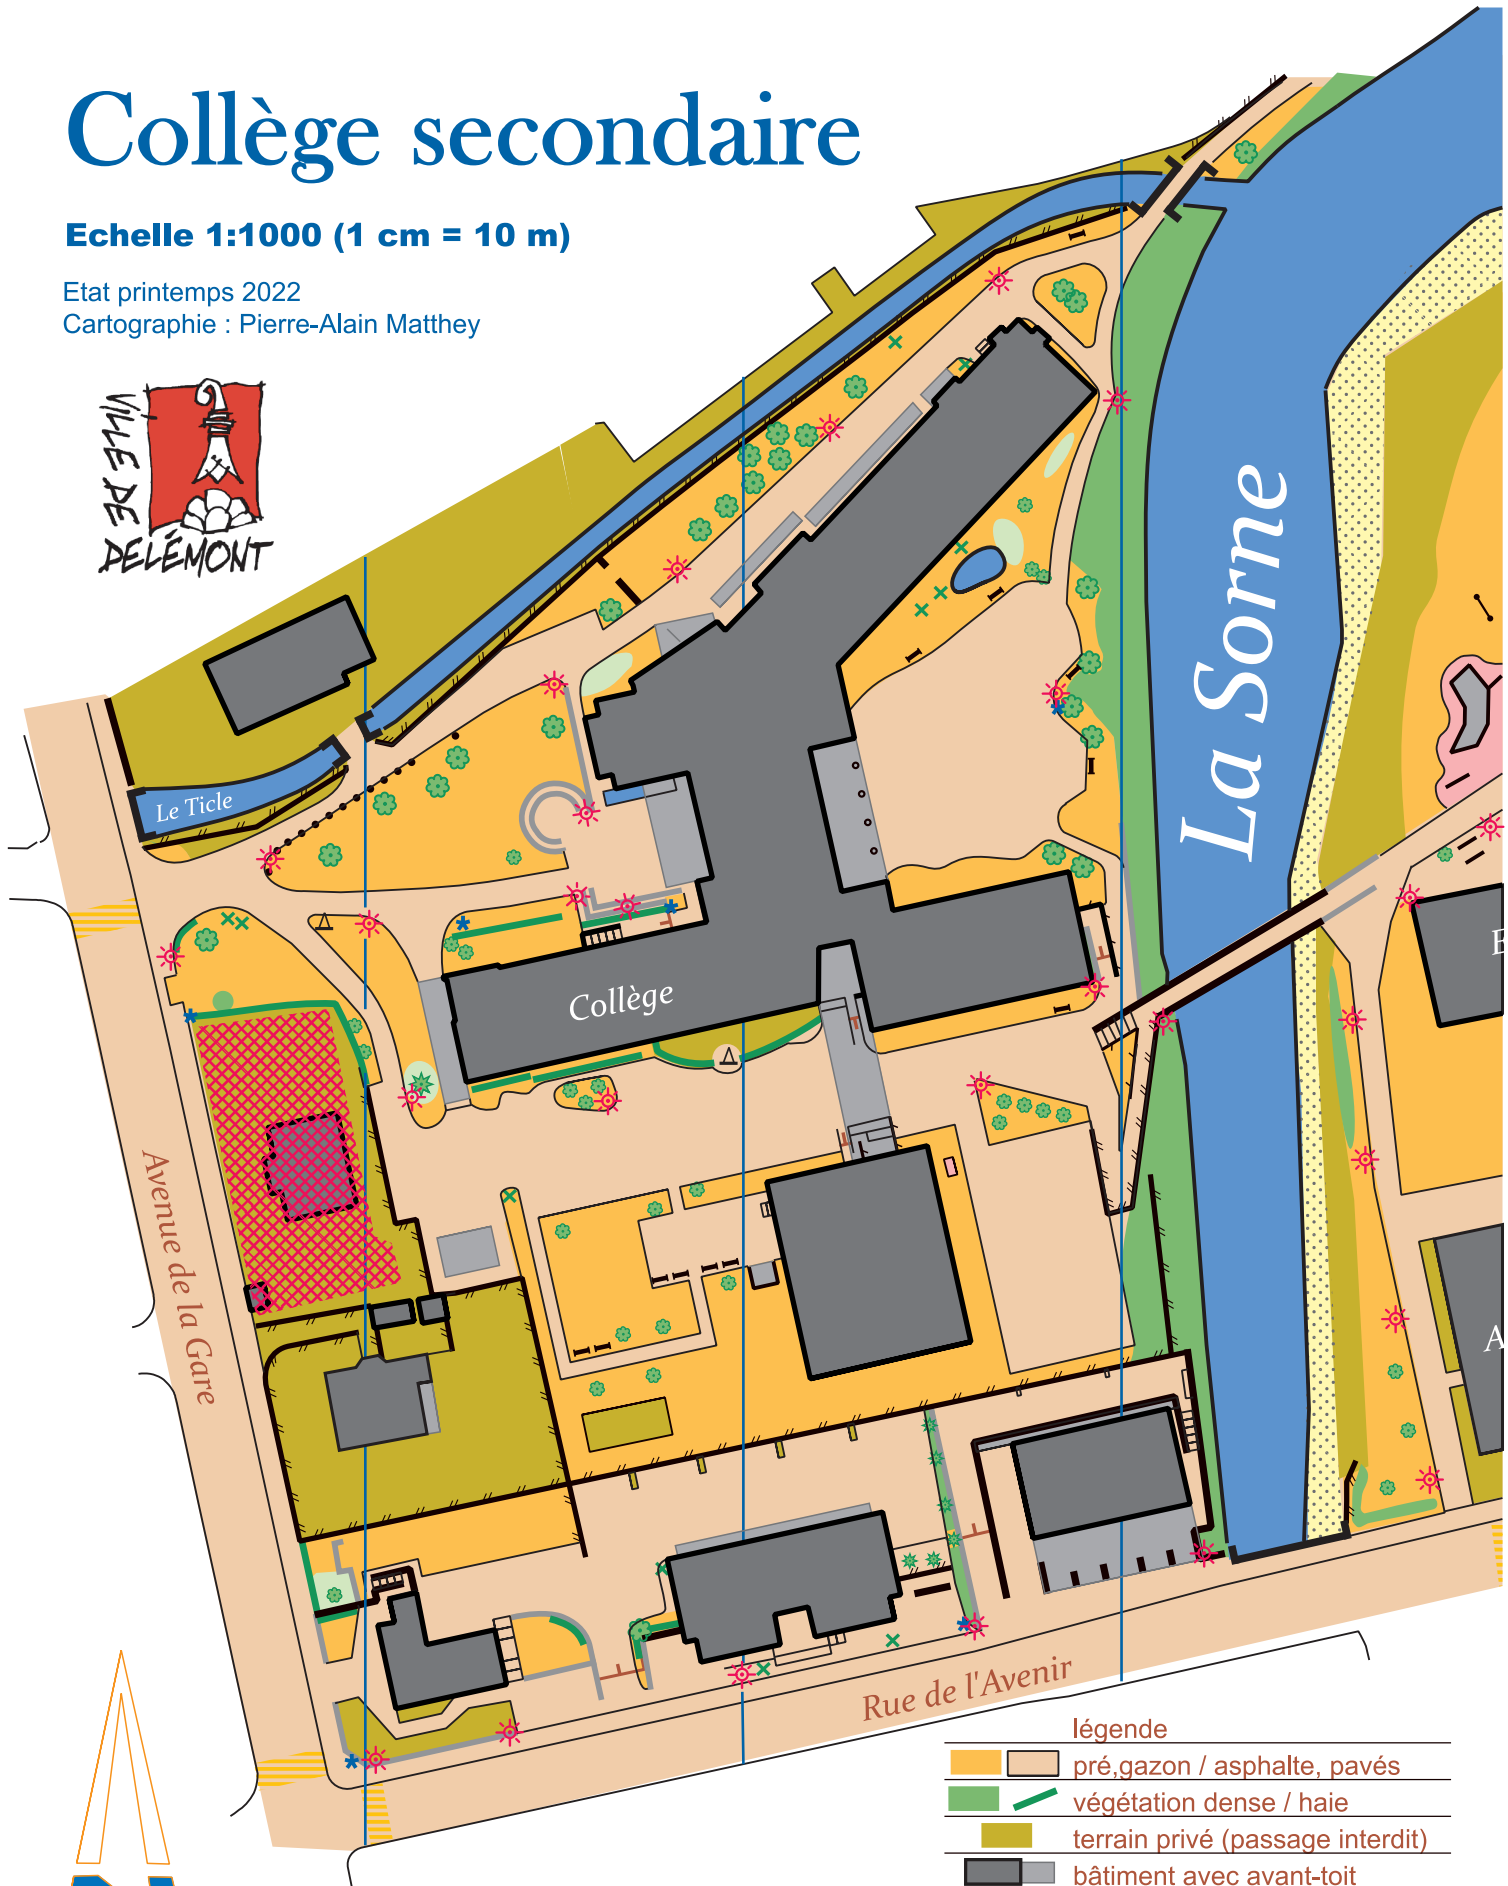 Collège secondaire
Echelle 1:1000 (1 cm = 10 m)
Etat printemps 2022
Cartographie : Pierre-Alain Matthey
VILLE DE
DELÉMONT
La Sorne
Le Ticle
Collège
E
A
Avenue de la Gare
Rue de l'Avenir
légende
pré,gazon / asphalte, pavés
végétation dense / haie
terrain privé (passage interdit)
bâtiment avec avant-toit